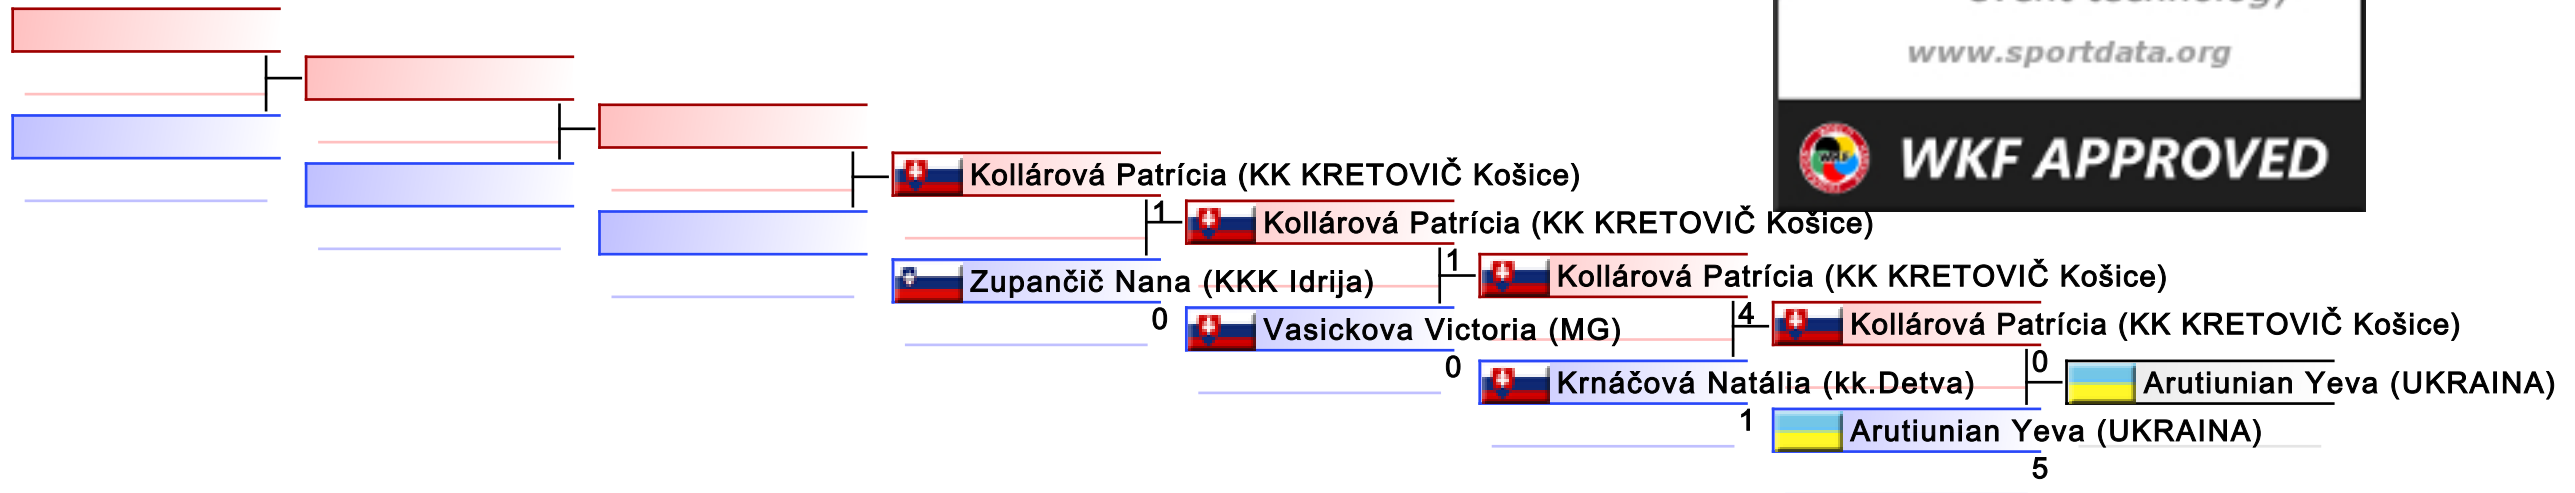 www.sportdata.org
WKF APPROVED
Kollárová Patrícia (KK KRETOVIČ Košice)
1
Kollárová Patrícia (KK KRETOVIČ Košice)
Zupančič Nana (KKK Idrija)
0
1
Kollárová Patrícia (KK KRETOVIČ Košice)
Vasickova Victoria (MG)
0
4
Kollárová Patrícia (KK KRETOVIČ Košice)
Krnáčová Natália (kk.Detva)
1
0
Arutiunian Yeva (UKRAINA)
Arutiunian Yeva (UKRAINA)
5